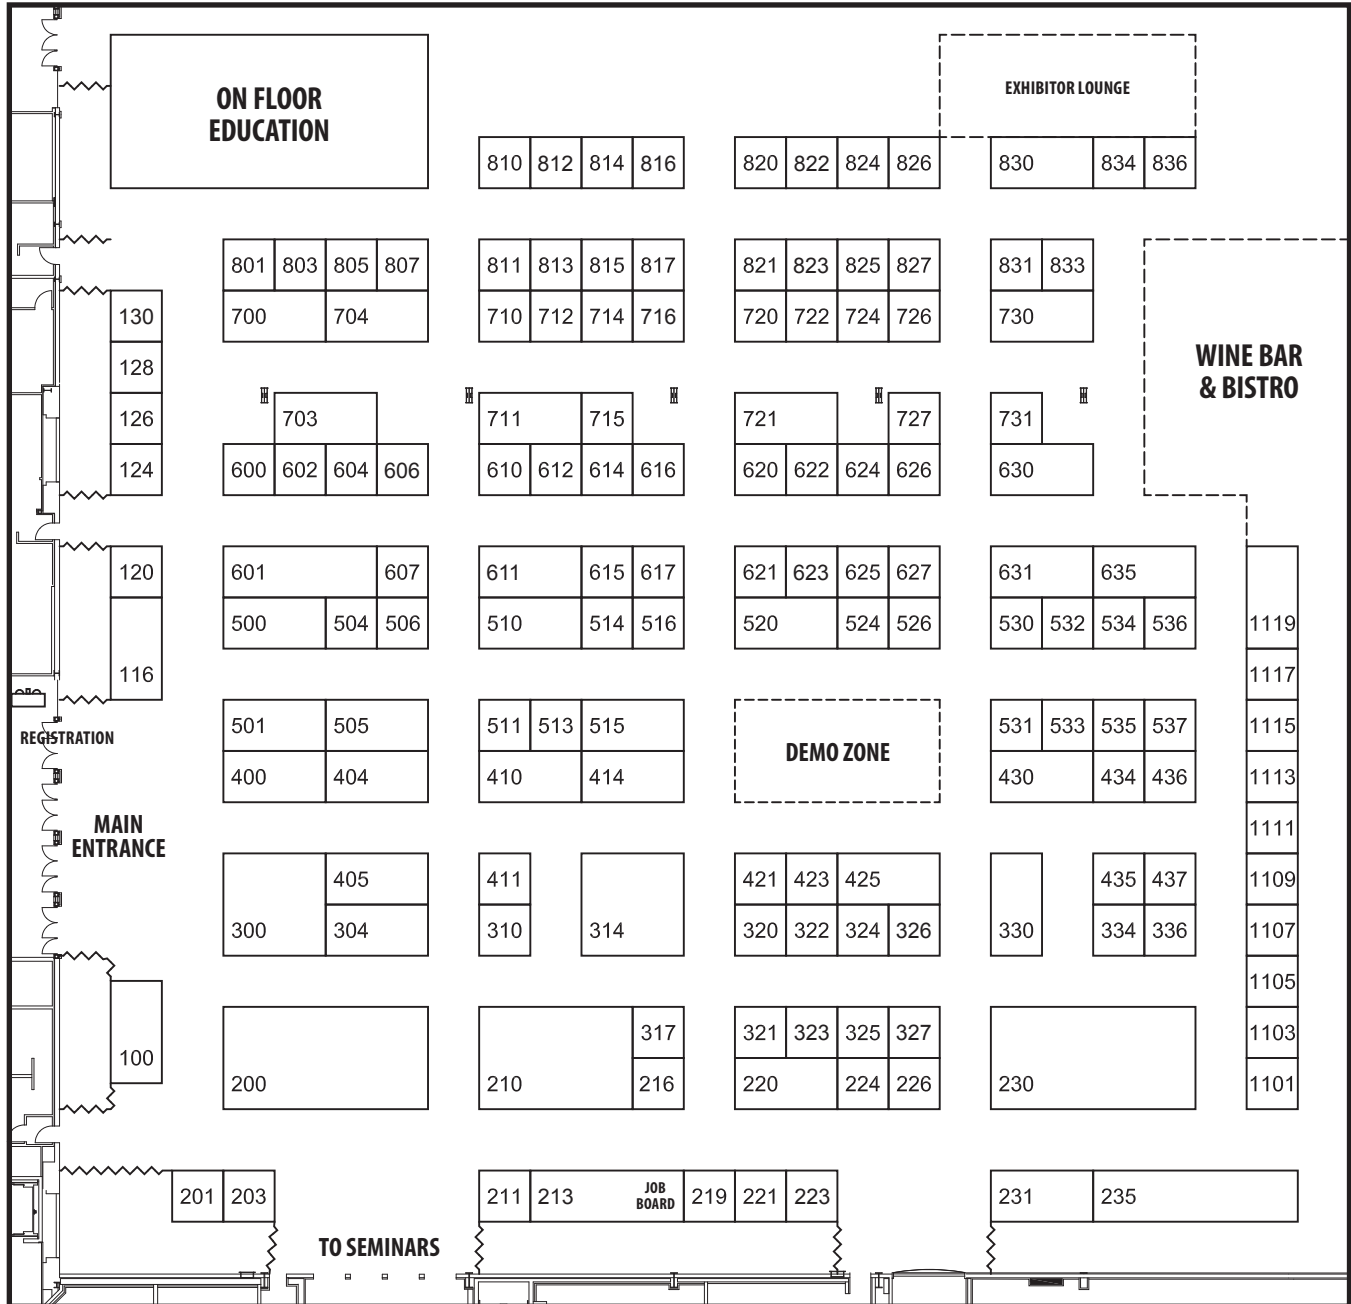 ON FLOOR
EDUCATION
EXHIBITOR LOUNGE
810 812 814 816 820 822 824 826 830 834 836
801 803 805 807 811 813 815 817 821 823 825 827 831 833
130 700 704 710 712 714 716 720 722 724 726 730
WINE BAR
& BISTRO
128
126 703 711 715 721 727 731
124 600 602 604 606 610 612 614 616 620 622 624 626 630
120 601 607 611 615 617 621 623 625 627 631 635
500 504 506 510 514 516 520 524 526 530 532 534 536 1119
116 1117
REGISTRATION
501 505 511 513 515 531 533 535 537 1115
DEMO ZONE
400 404 410 414 430 434 436 1113
MAIN
ENTRANCE
1111
405 411 421 423 425 435 437 1109
300 304 310 314 320 322 324 326 330 334 336 1107
1105
317 321 323 325 327 1103
100
200 210 216 220 224 226 230 1101
201 203 211 213
JOB
BOARD
219 221 223 231 235
TO SEMINARS